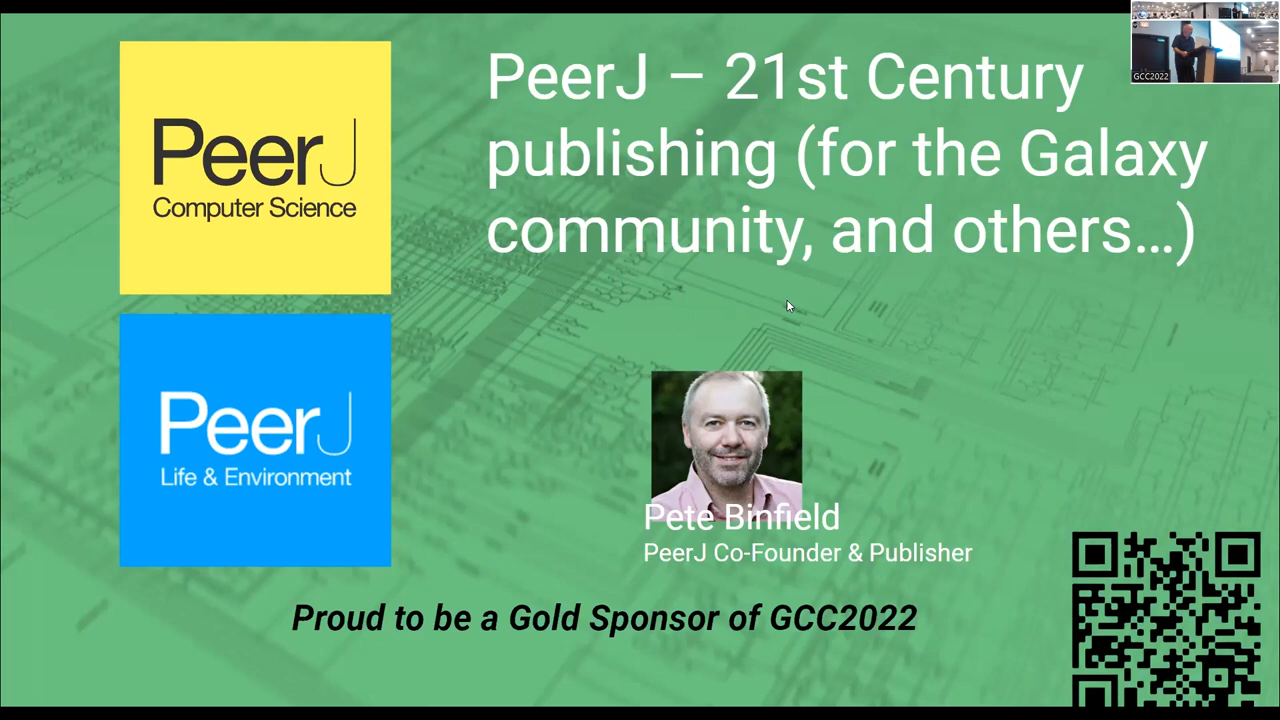 PeerJ
Computer Science
PeerJ – 21st Century
publishing (for the Galaxy
community, and others...)
GCC2022
PeerJ
Life & Environment
Pete Binfield
PeerJ Co-Founder & Publisher
Proud to be a Gold Sponsor of GCC2022